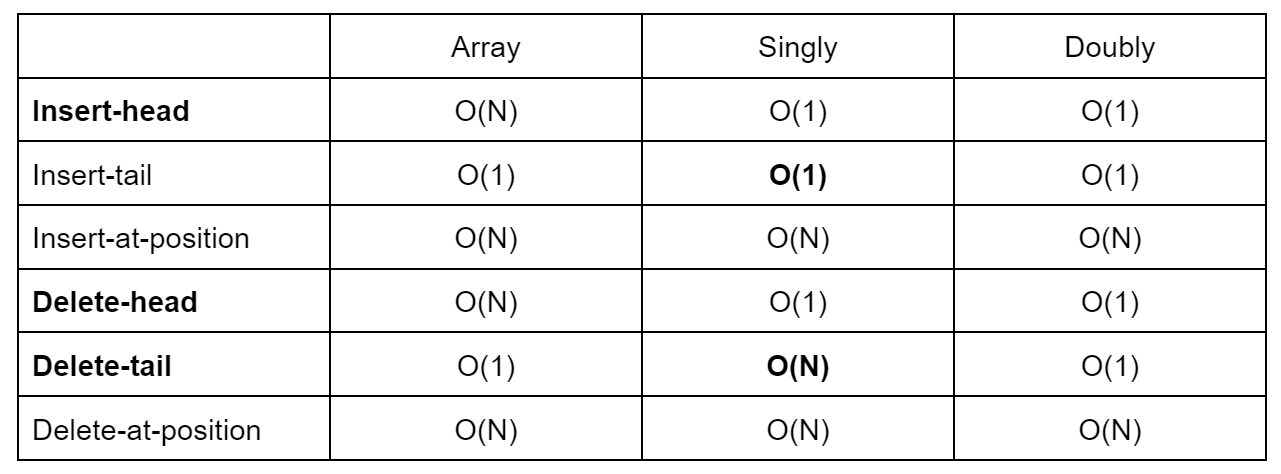 Array Singly Doubly
Insert-head O(N) O(1) O(1)
Insert-tail O(1) O(1) O(1)
Insert-at-position O(N) O(N) O(N)
Delete-head O(N) O(1) O(1)
Delete-tail O(1) O(N) O(1)
Delete-at-position O(N) O(N) O(N)